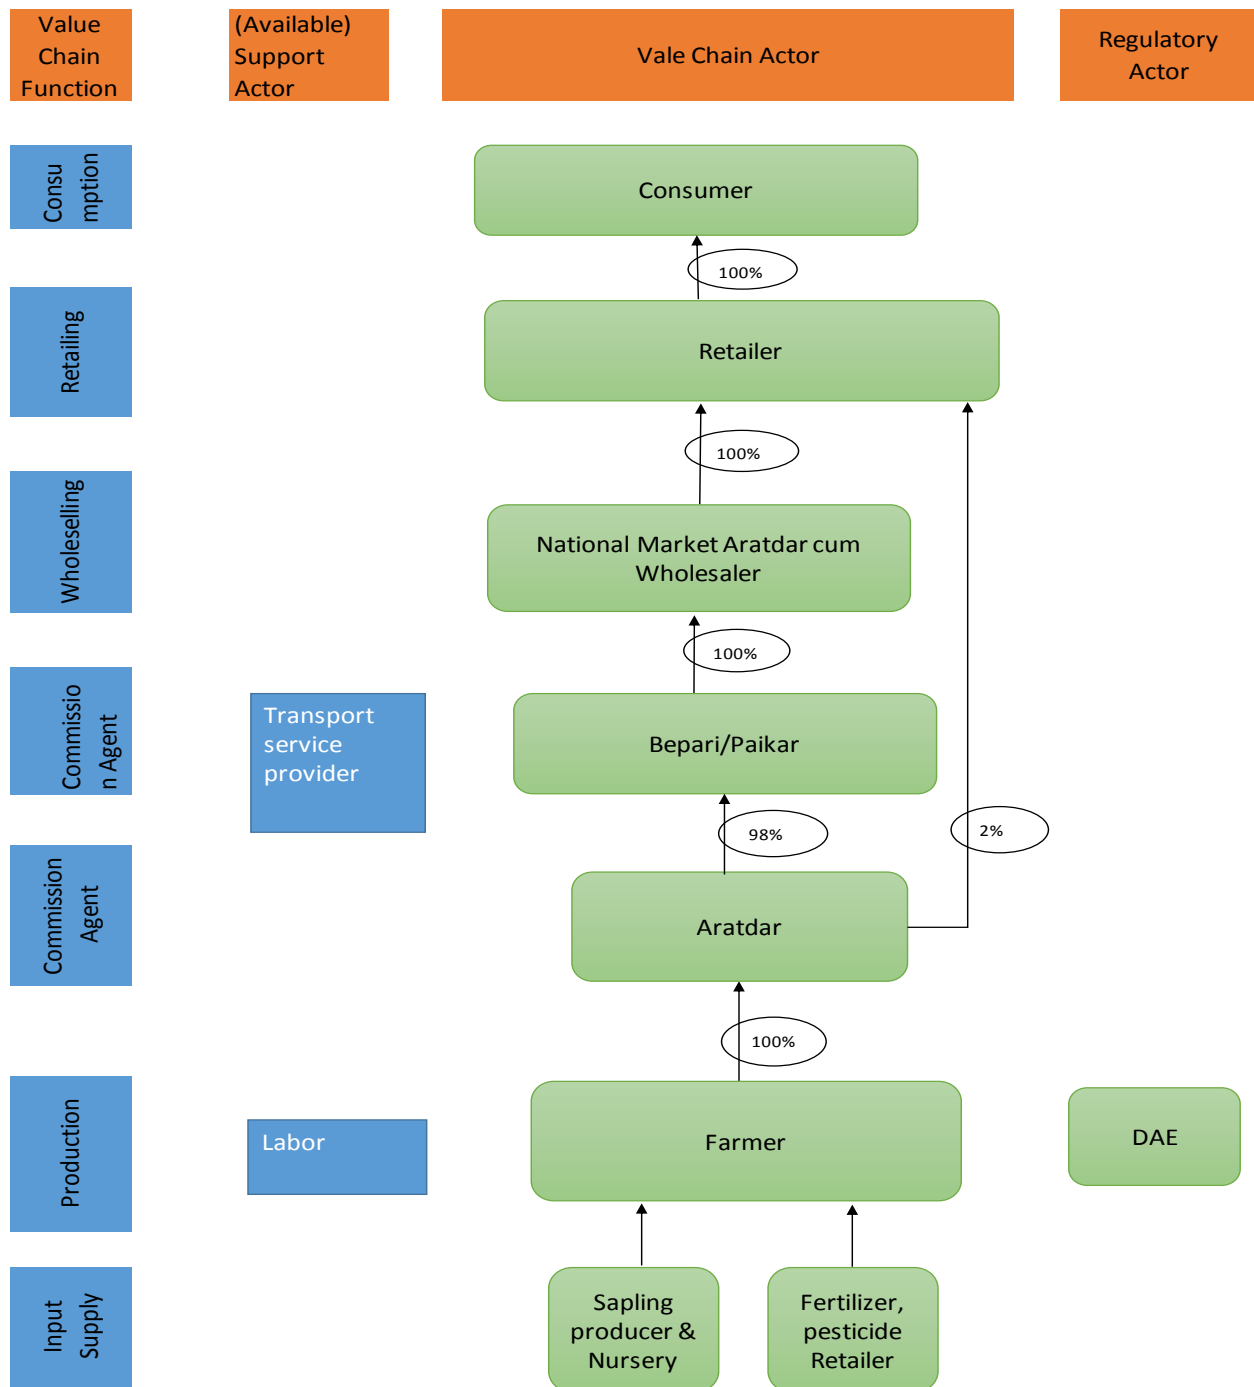 Value
Chain
Function
(Available)
Support
Actor
Vale Chain Actor
Regulatory
Actor
Consu
mption
Consumer
100%
Retailing
Retailer
100%
Wholeselling
National Market Aratdar cum
Wholesaler
100%
Commissio
n Agent
Transport
service
provider
Bepari/Paikar
98%
2%
Commission
Agent
Aratdar
100%
Production
Labor
Farmer
DAE
Input
Supply
Sapling
producer &
Nursery
Fertilizer,
pesticide
Retailer